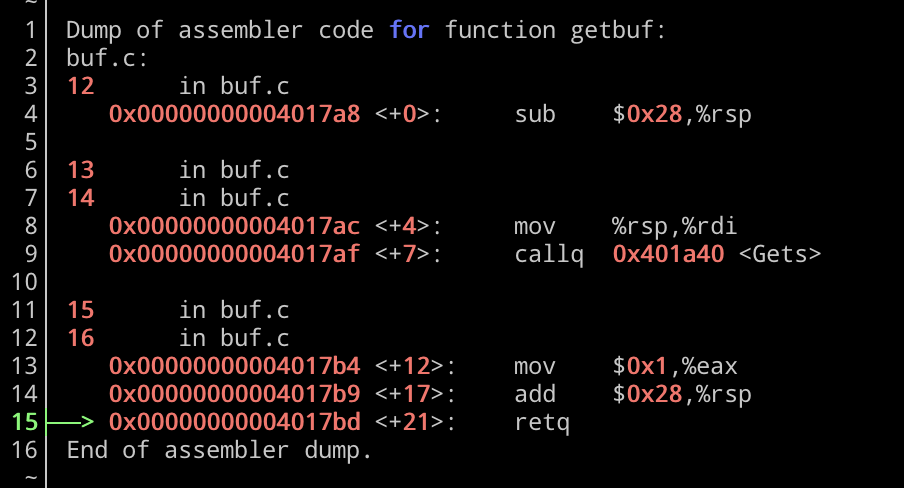 ~
1 Dump of assembler code for function getbuf:
2 buf.c:
3 12      in buf.c
4    0x00000000004017a8 <+0>:     sub    $0x28,%rsp
5
6 13      in buf.c
7 14      in buf.c
8    0x00000000004017ac <+4>:     mov    %rsp,%rdi
9    0x00000000004017af <+7>:     callq  0x401a40 <Gets>
10
11 15      in buf.c
12 16      in buf.c
13    0x00000000004017b4 <+12>:    mov    $0x1,%eax
14    0x00000000004017b9 <+17>:    add    $0x28,%rsp
15 ──> 0x00000000004017bd <+21>:    retq
16 End of assembler dump.
~